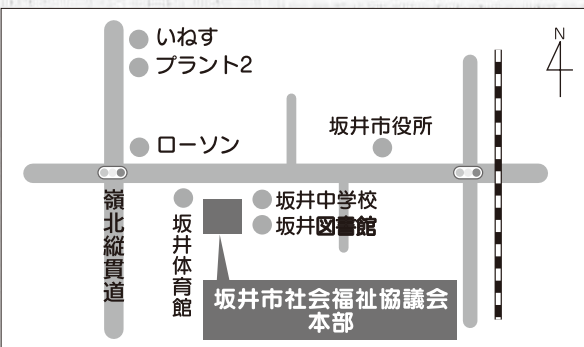 いねす
プラント2
N
ローソン
坂井市役所
嶺北縦貫道
坂井体育館
坂井中学校
坂井図書館
坂井市社会福祉協議会
本部